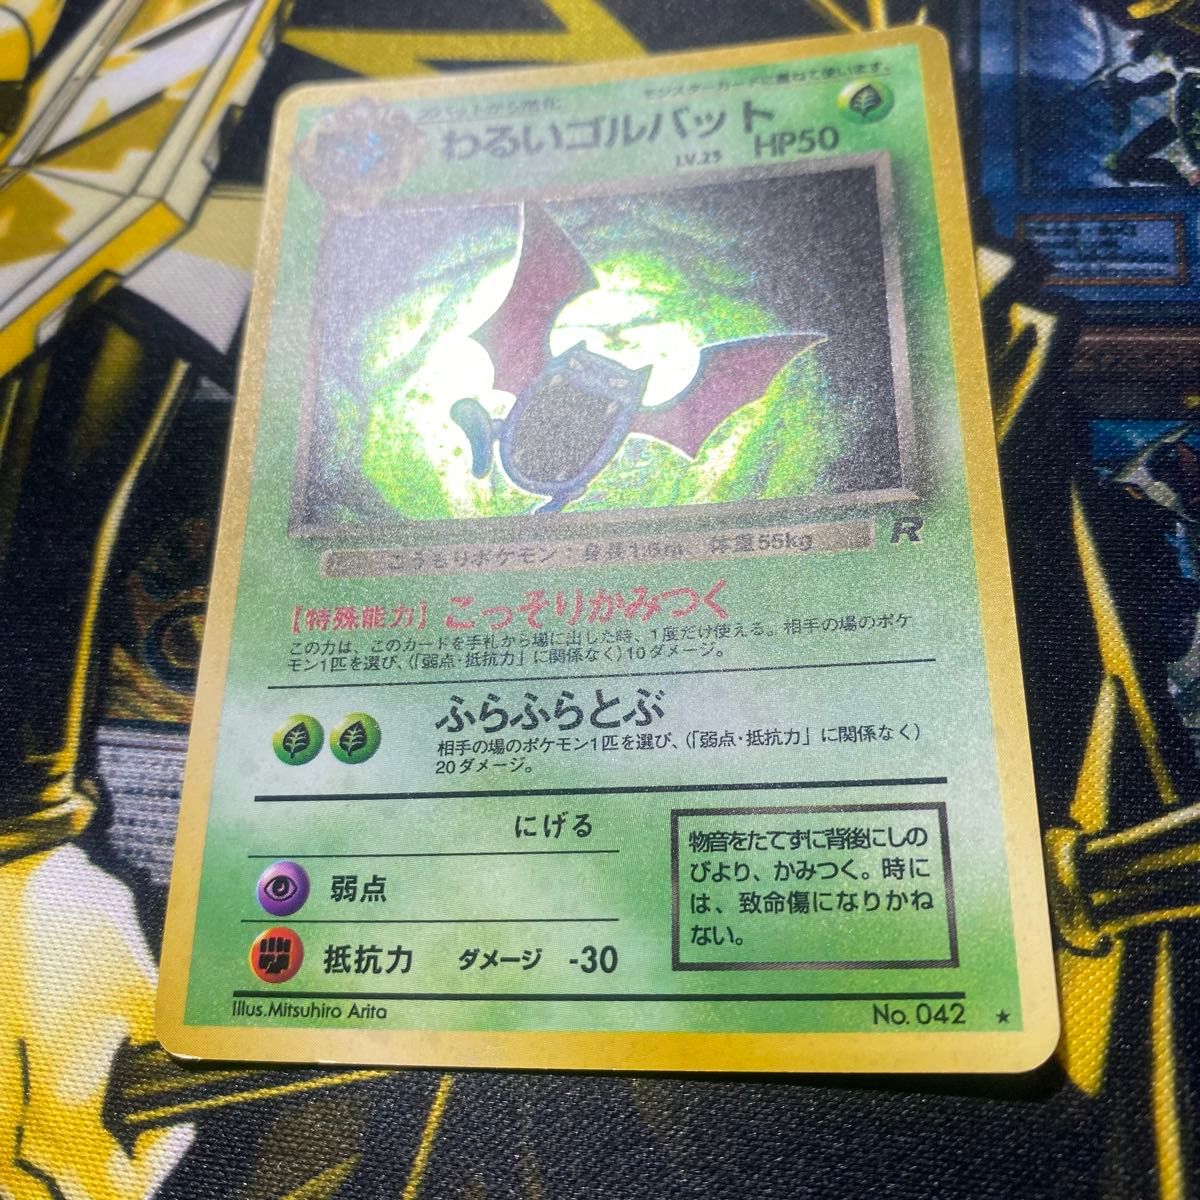 ズバットから進化
モンスターカードに重ねて使います。
わるいゴルバット
LV.25 HP50
R
こうもりポケモン：身長1.6m、体重55kg
【特殊能力】こっそりかみつく
この力は、このカードを手札から場に出した時、1度だけ使える。相手の場のポケ
モン1匹を選び、（「弱点・抵抗力」に関係なく）10ダメージ。
ふらふらとぶ
相手の場のポケモン1匹を選び、（「弱点・抵抗力」に関係なく）
20ダメージ。
にげる
弱点
抵抗力 ダメージ -30
物音をたてずに背後にしの
びより、かみつく。時に
は、致命傷になりかね
ない。
Illus.Mitsuhiro Arita
No. 042 ★